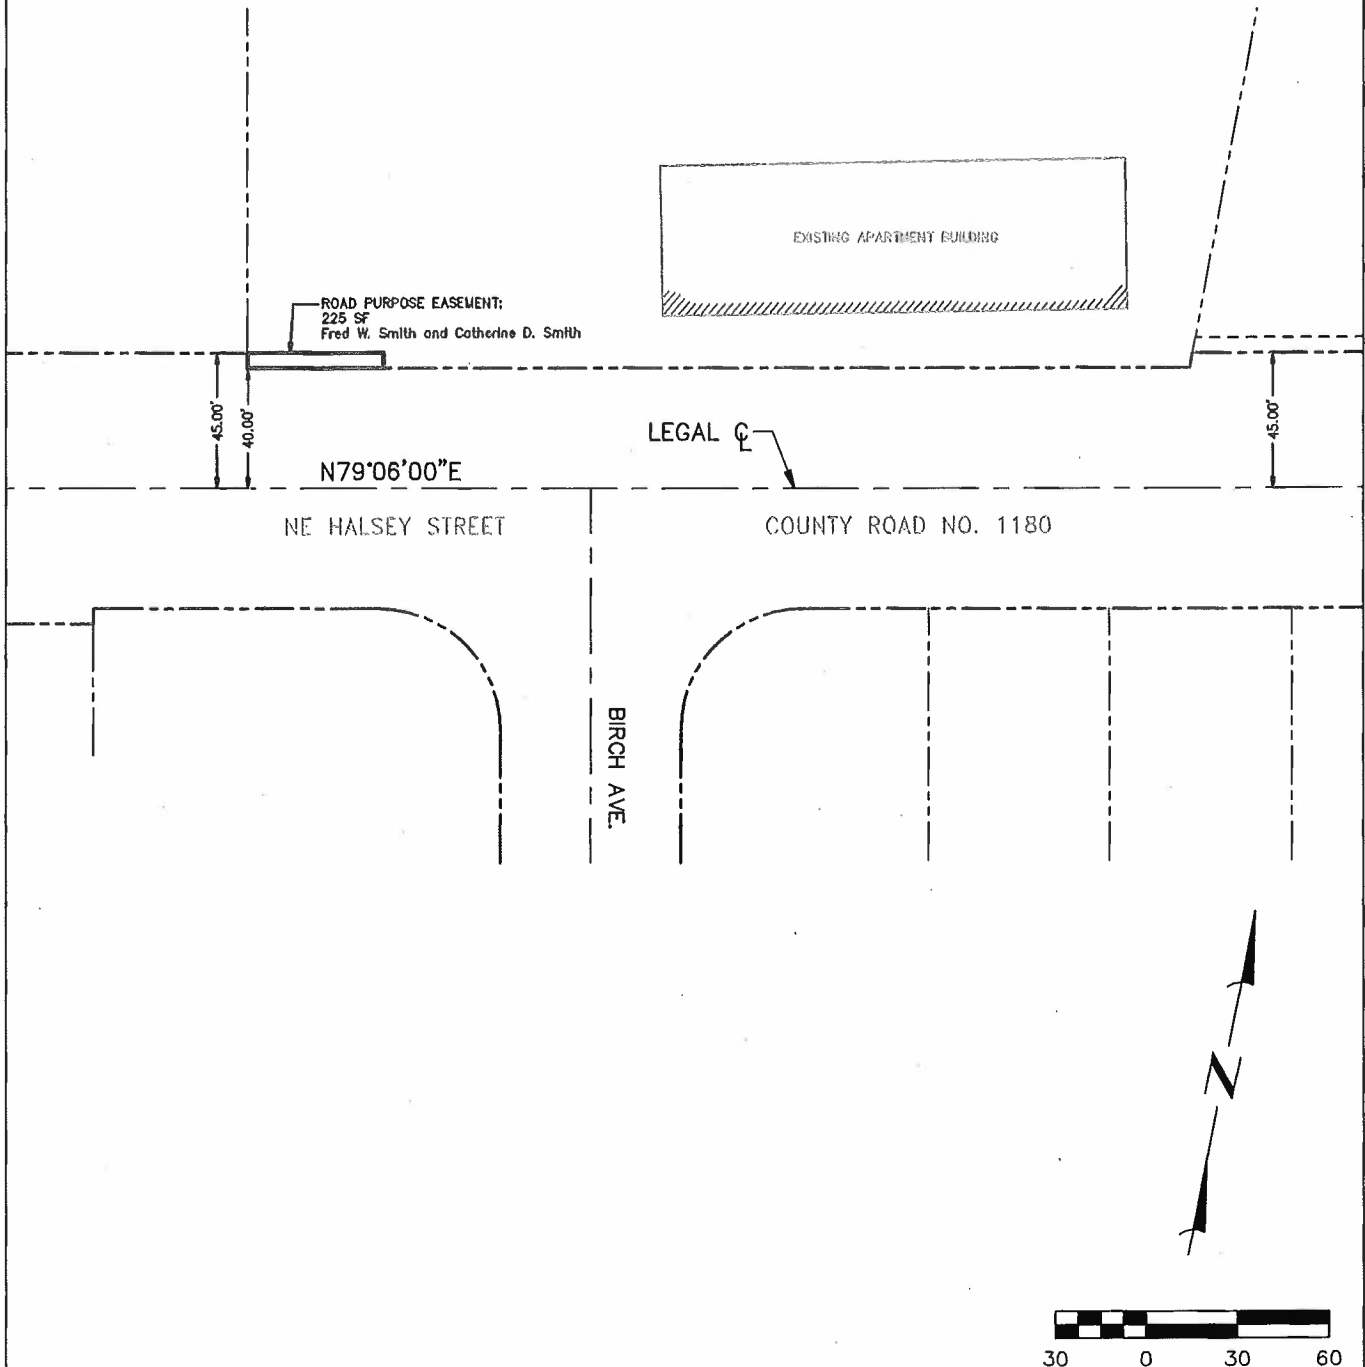 EXISTING APARTMENT BUILDING
ROAD PURPOSE EASEMENT;
225 SF
Fred W. Smith and Catherine D. Smith
45.00'
40.00'
45.00'
LEGAL ℄
N79°06'00"E
NE HALSEY STREET
COUNTY ROAD NO. 1180
BIRCH AVE.
N
30 0 30 60